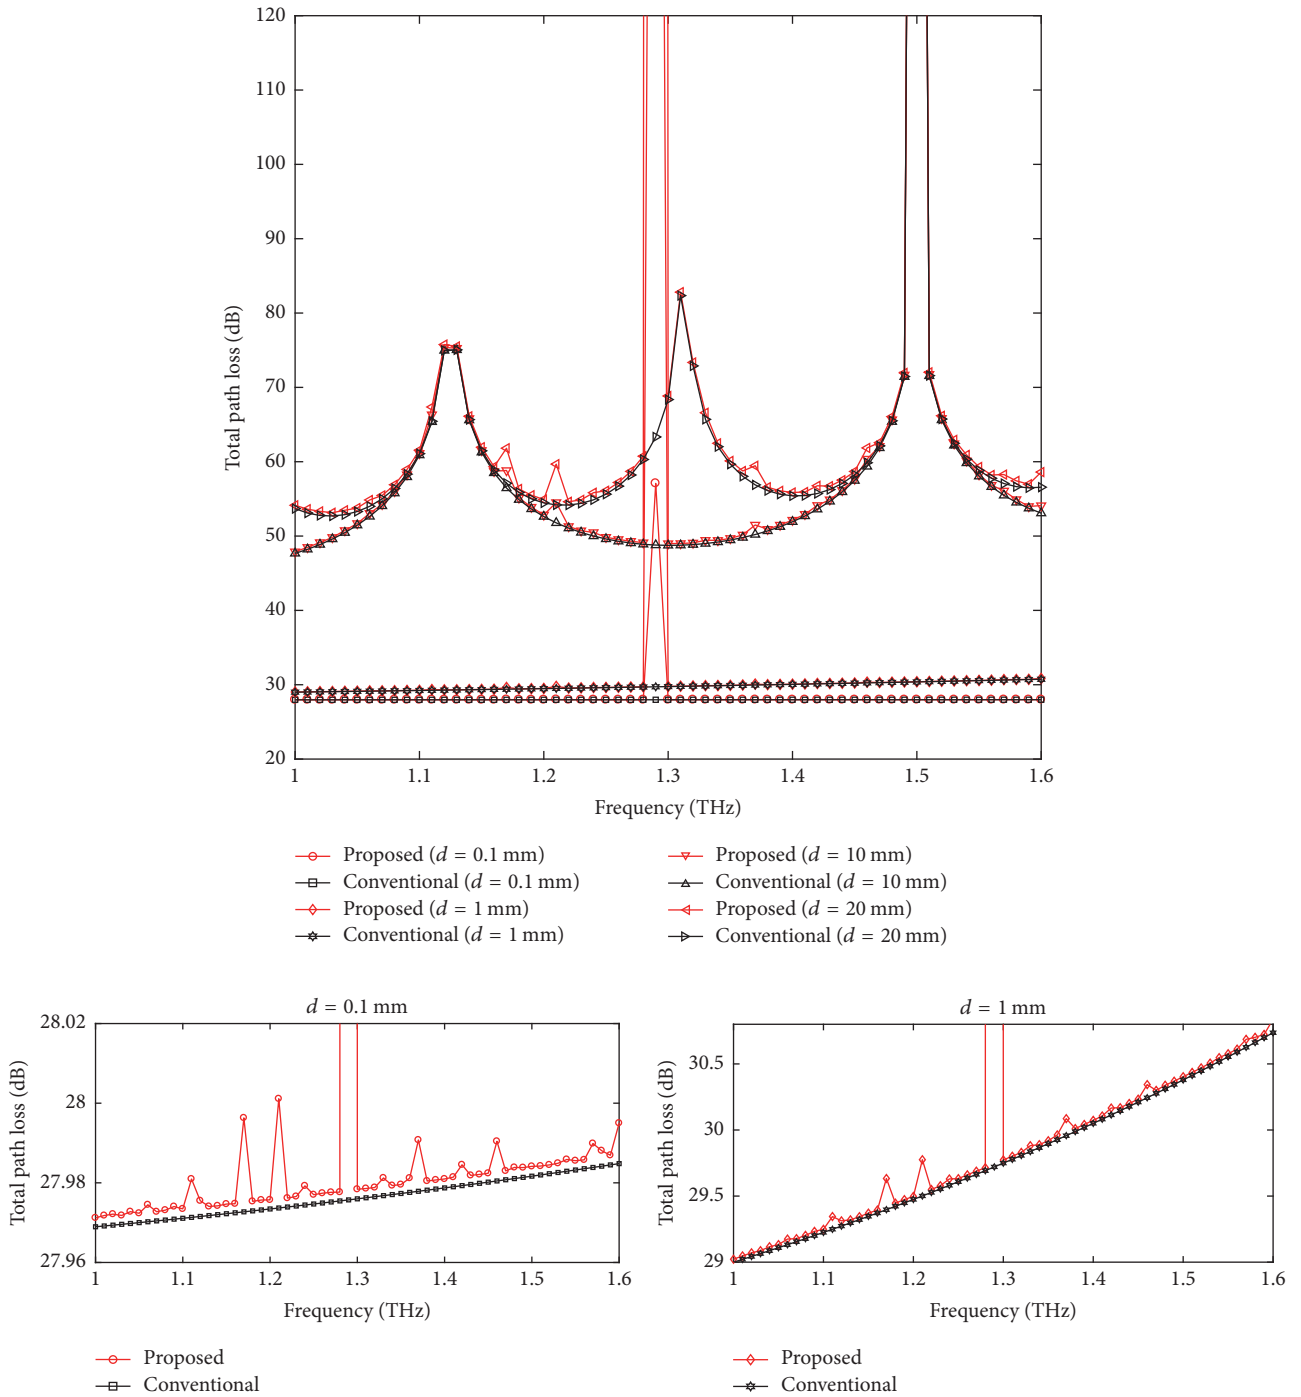 120
110
100
90
80
70
60
50
40
30
20
Total path loss (dB)
1 1.1 1.2 1.3 1.4 1.5 1.6
Frequency (THz)
Proposed (d = 0.1 mm)
Conventional (d = 0.1 mm)
Proposed (d = 1 mm)
Conventional (d = 1 mm)
Proposed (d = 10 mm)
Conventional (d = 10 mm)
Proposed (d = 20 mm)
Conventional (d = 20 mm)
d = 0.1 mm
28.02
28
27.98
27.96
Total path loss (dB)
1 1.1 1.2 1.3 1.4 1.5 1.6
Frequency (THz)
Proposed
Conventional
d = 1 mm
30.5
30
29.5
29
Total path loss (dB)
1 1.1 1.2 1.3 1.4 1.5 1.6
Frequency (THz)
Proposed
Conventional